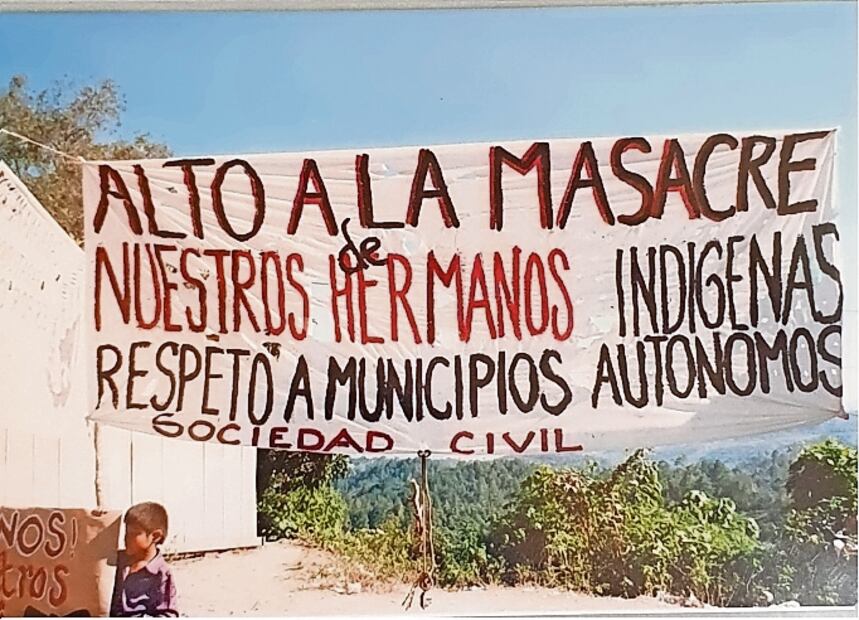 ALTO A LA MASACRE
de
NUESTROS HERMANOS INDIGENAS
RESPETO A MUNICIPIOS AUTONOMOS
SOCIEDAD CIVIL
NOS!
tros